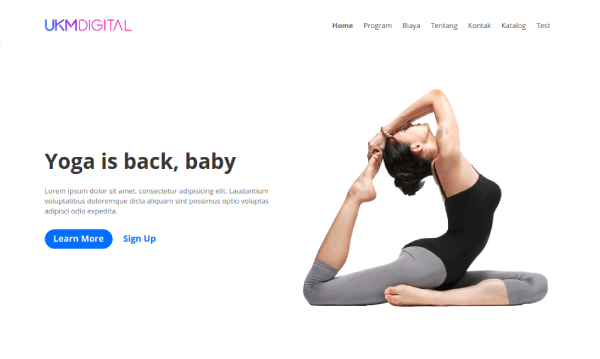 UKMDIGITAL
Home Program Biaya Tentang Kontak Katalog Test
Yoga is back, baby
Lorem ipsum dolor sit amet, consectetur adipisicing elit. Laudantium
voluptatibus doloremque dicta aliquam sint possimus optio voluptas
adipisci odio expedita.
Learn More Sign Up